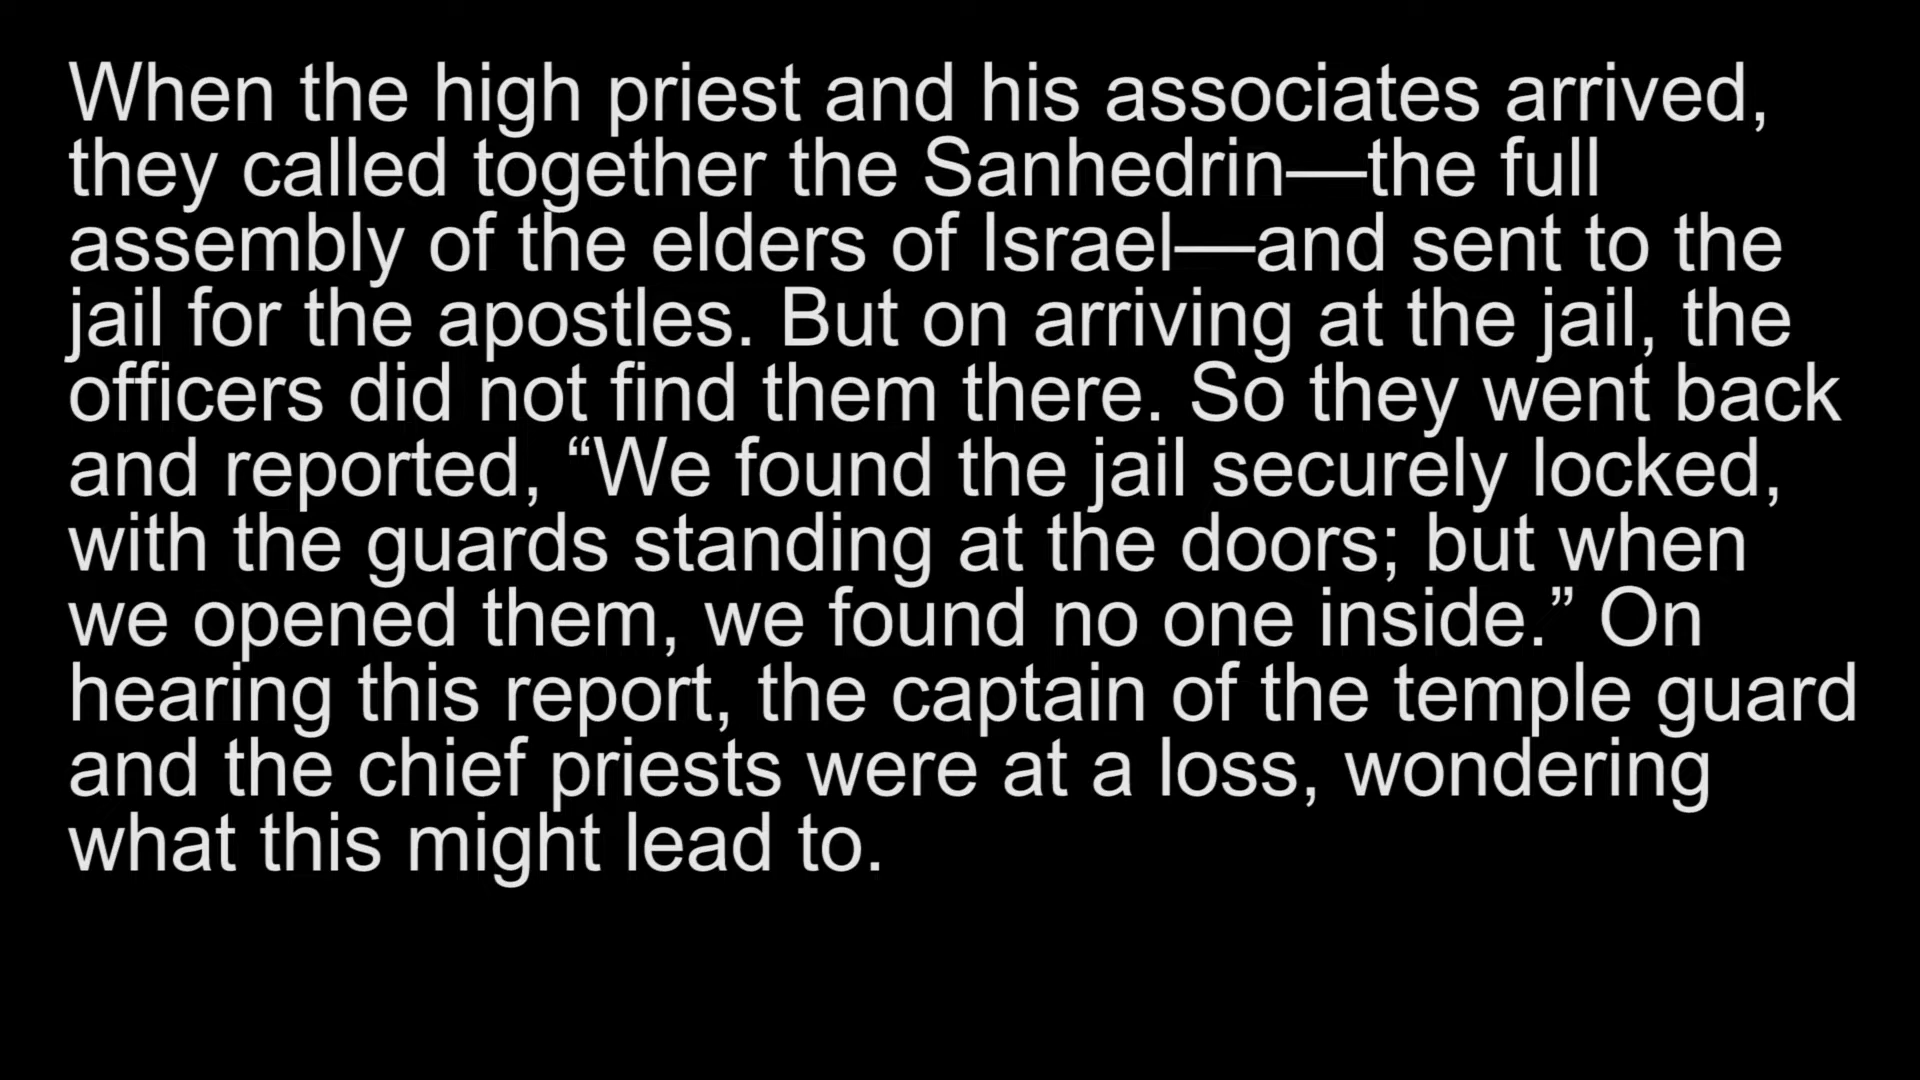 When the high priest and his associates arrived,
they called together the Sanhedrin—the full
assembly of the elders of Israel—and sent to the
jail for the apostles. But on arriving at the jail, the
officers did not find them there. So they went back
and reported, “We found the jail securely locked,
with the guards standing at the doors; but when
we opened them, we found no one inside.” On
hearing this report, the captain of the temple guard
and the chief priests were at a loss, wondering
what this might lead to.